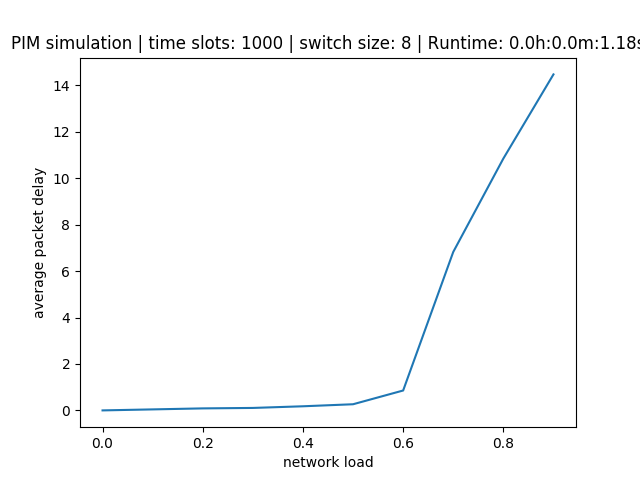 PIM simulation | time slots: 1000 | switch size: 8 | Runtime: 0.0h:0.0m:1.18s
14
12
10
8
6
4
2
0
average packet delay
0.0 0.2 0.4 0.6 0.8
network load